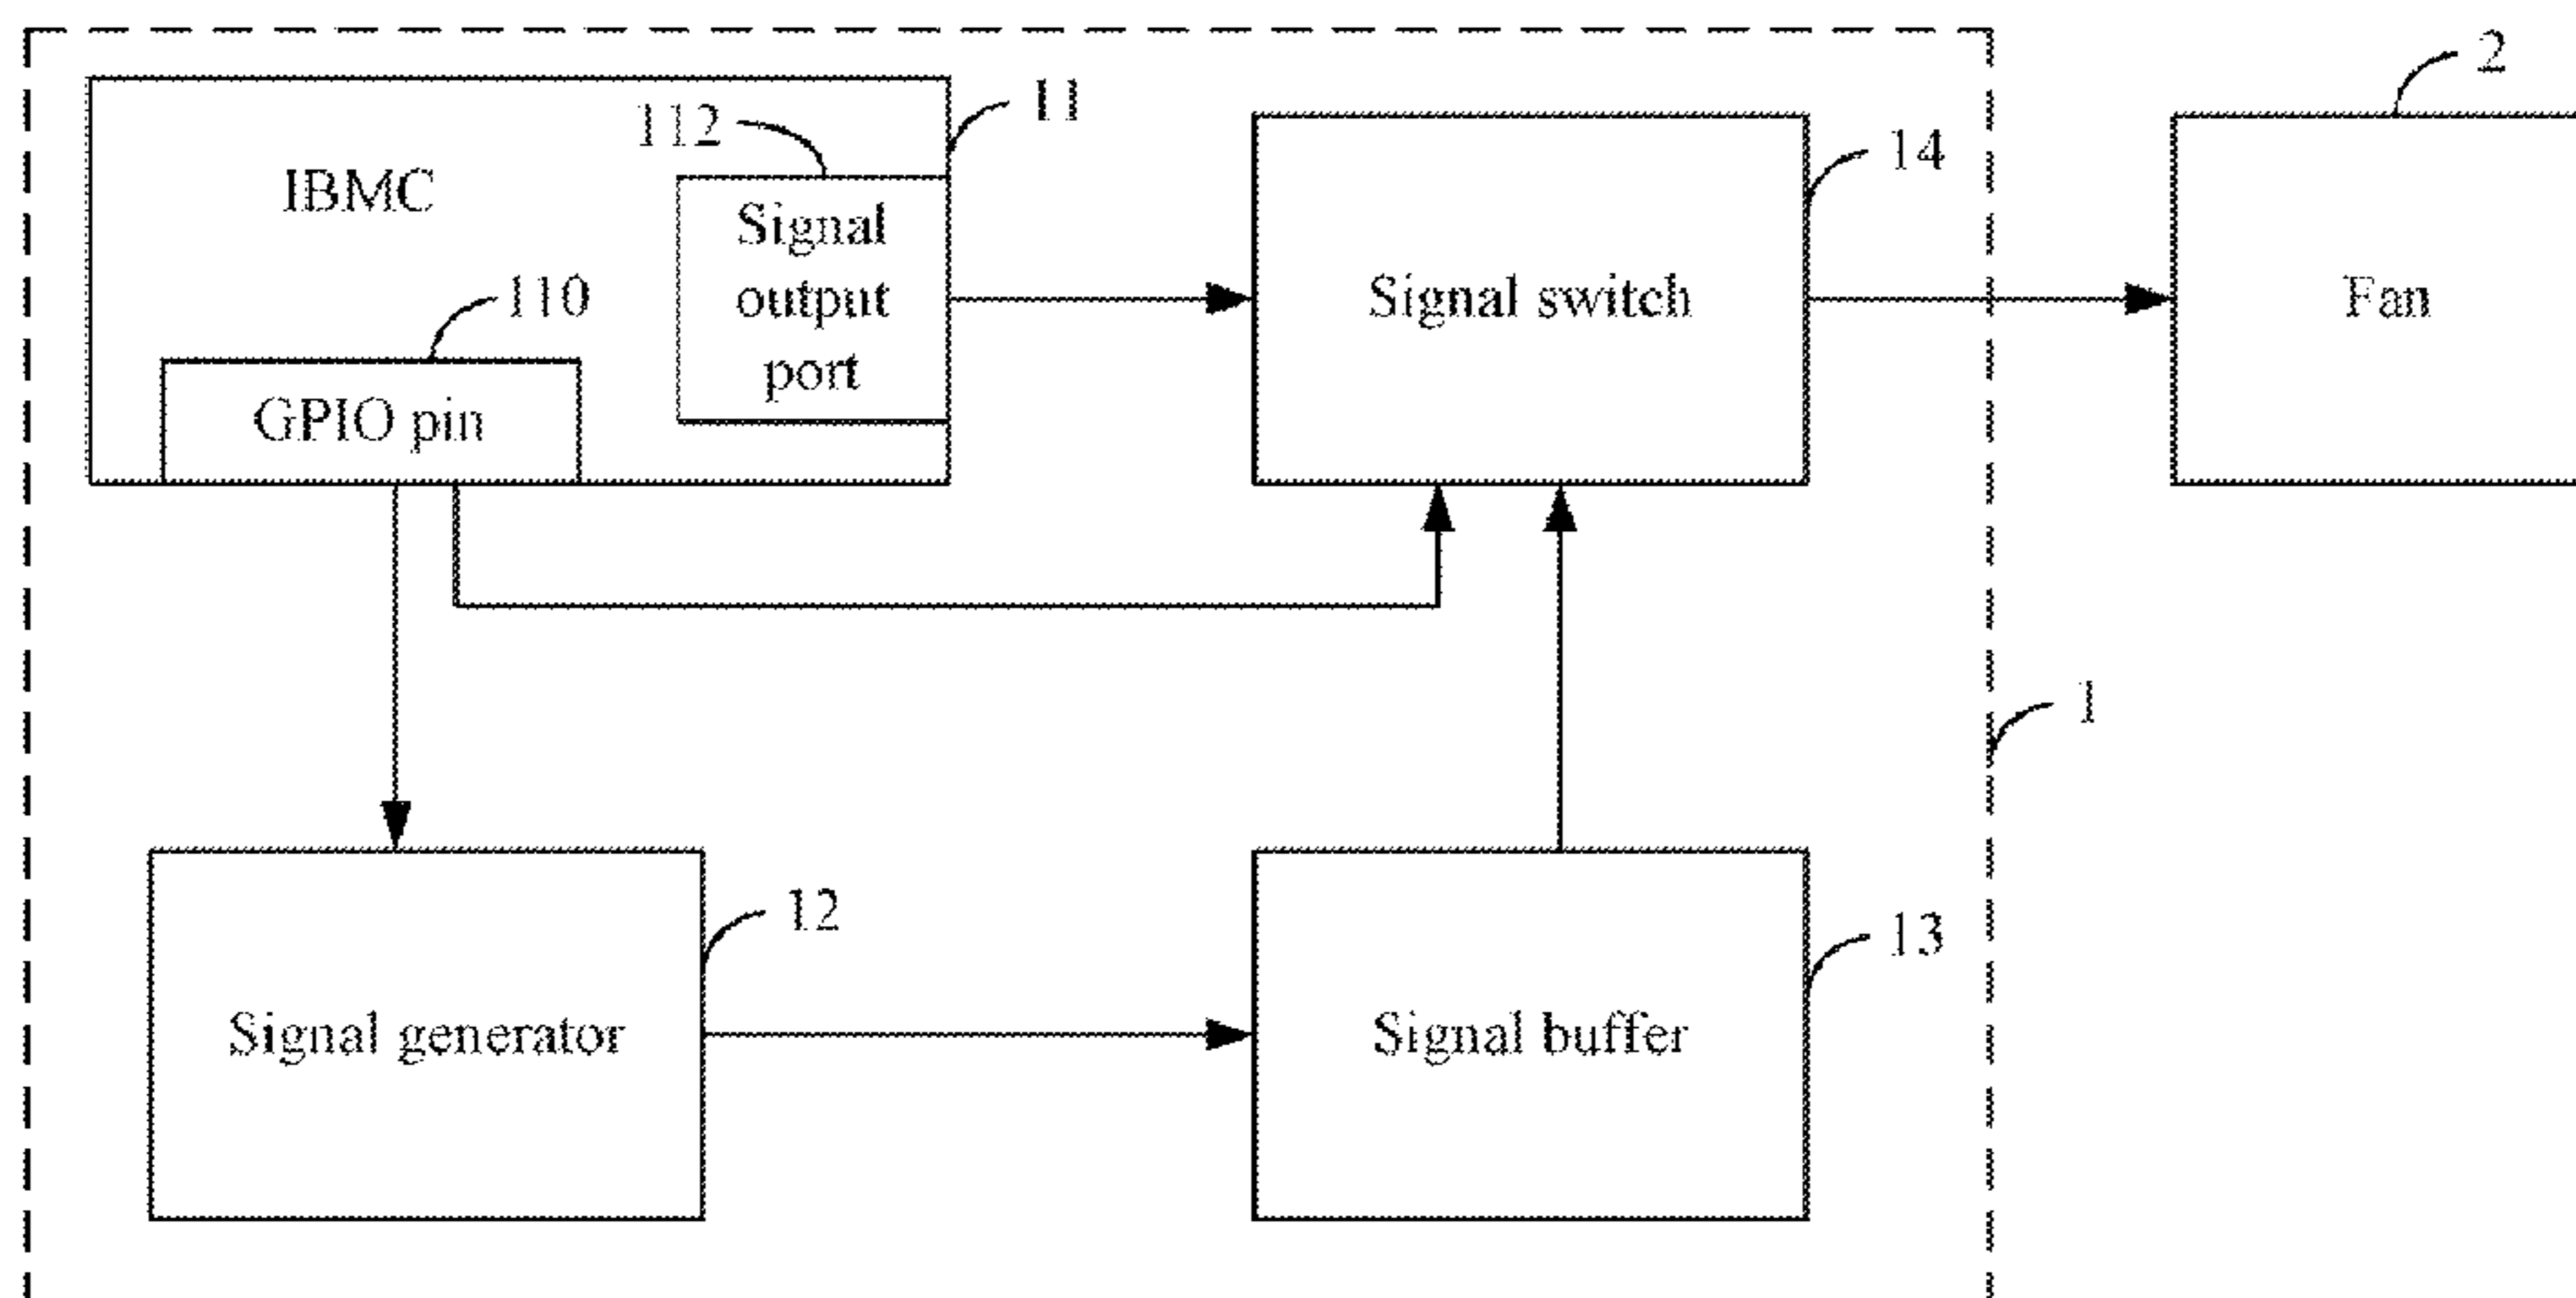 2
11
112
14
IBMC
Signal
output
port
Signal switch
Fan
110
GPIO pin
1
12
13
Signal generator
Signal buffer